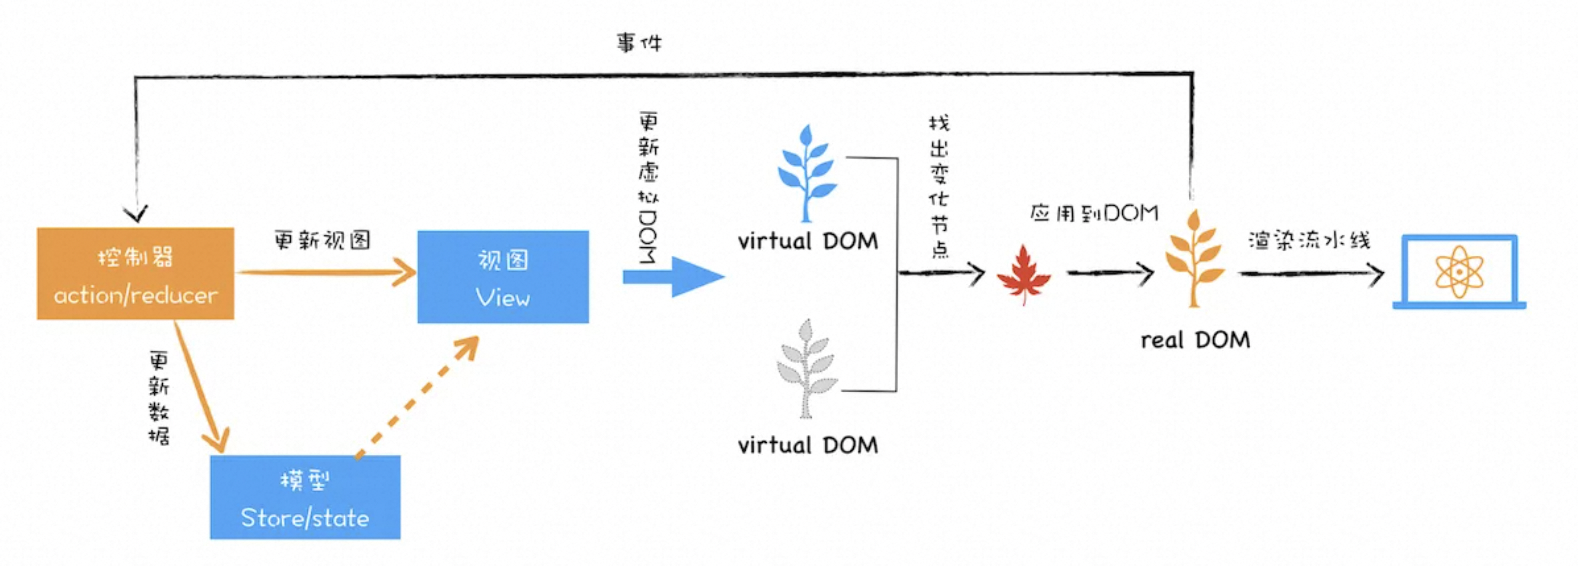 事件
控制器
action/reducer
更新视图
视图
View
更新数据
模型
Store/state
更新虚拟DOM
virtual DOM
virtual DOM
找出变化节点
应用到DOM
real DOM
渲染流水线